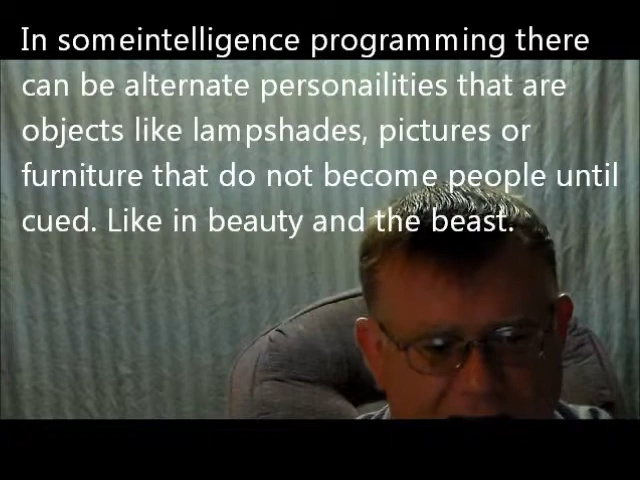 In someintelligence programming there
can be alternate personailities that are
objects like lampshades, pictures or
furniture that do not become people until
cued. Like in beauty and the beast.